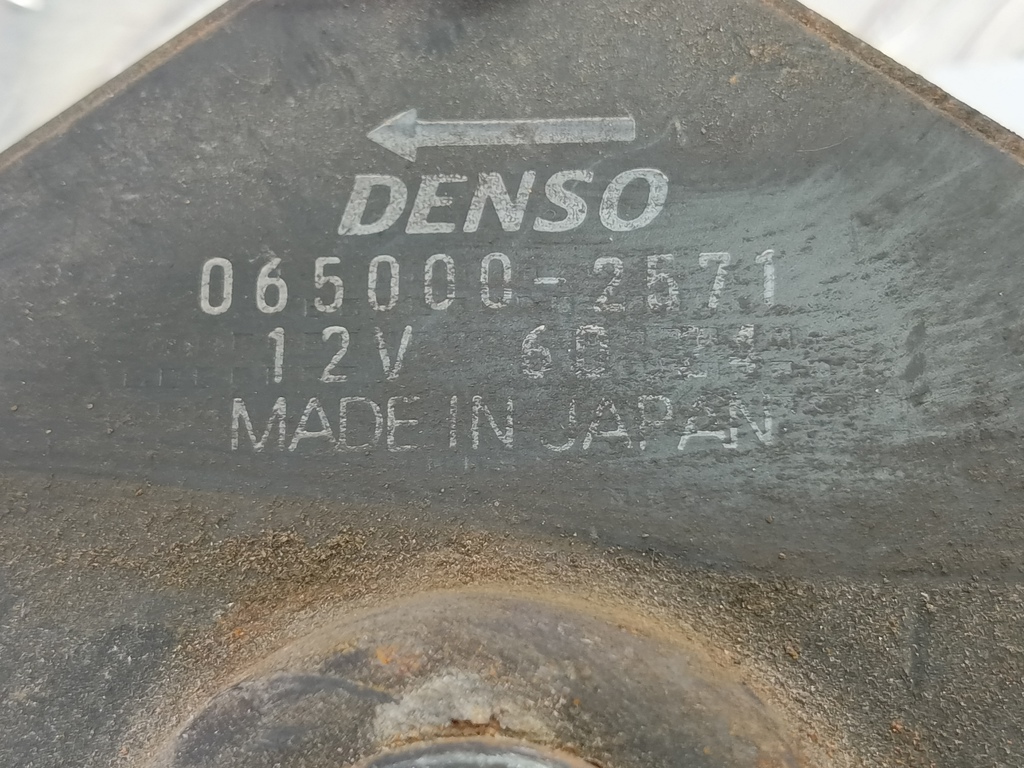 DENSO
065000-2571
12V
MADE IN JAPAN